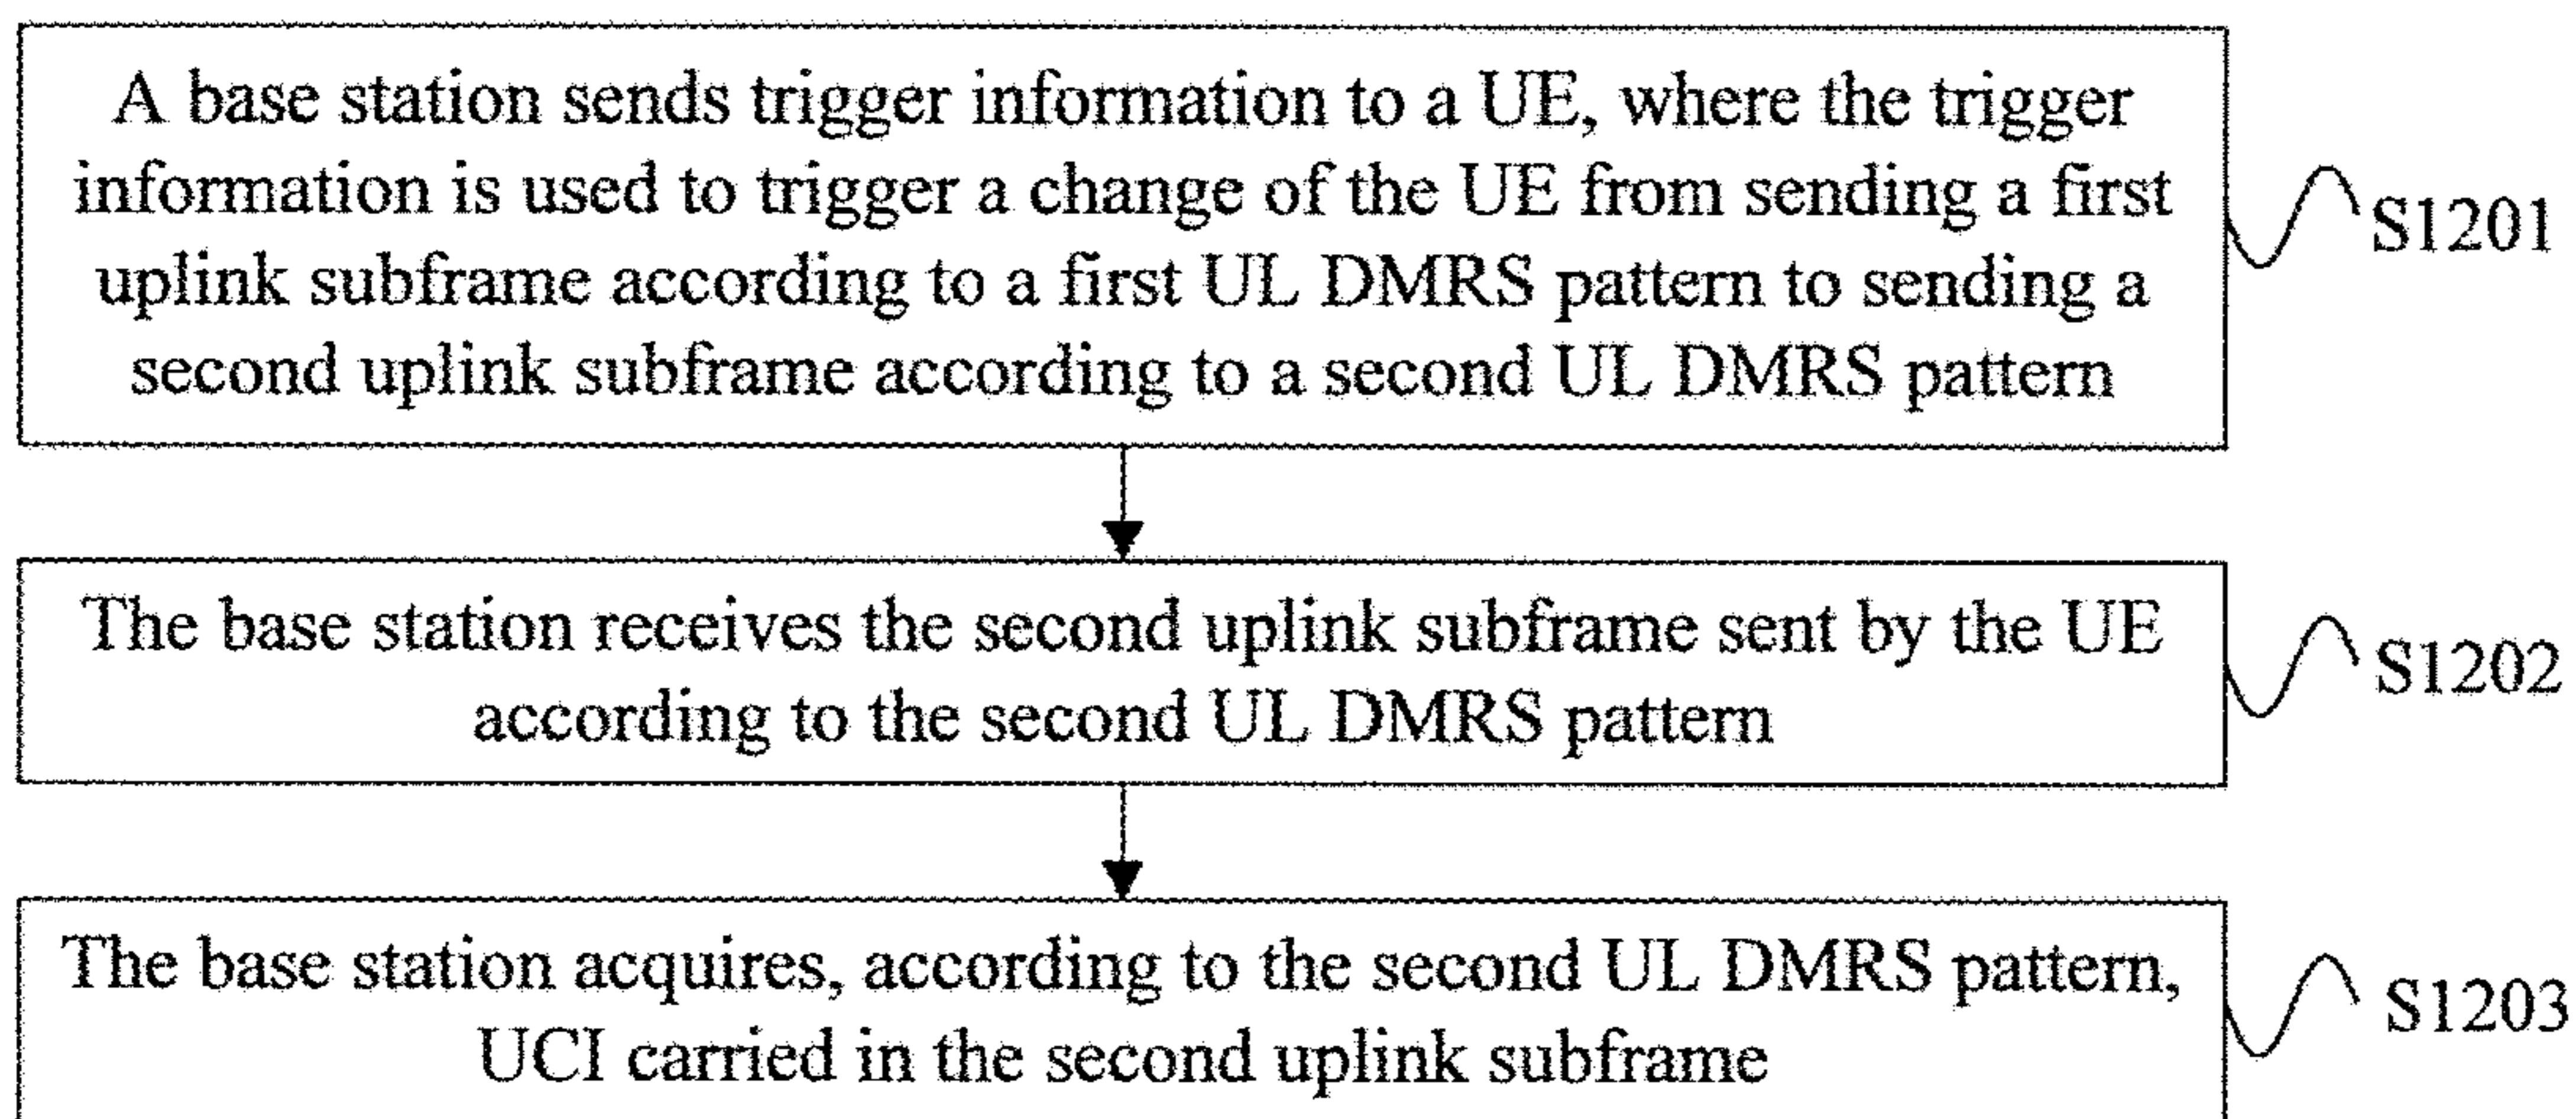 A base station sends trigger information to a UE, where the trigger
information is used to trigger a change of the UE from sending a first
uplink subframe according to a first UL DMRS pattern to sending a
second uplink subframe according to a second UL DMRS pattern
S1201
The base station receives the second uplink subframe sent by the UE
according to the second UL DMRS pattern
S1202
The base station acquires, according to the second UL DMRS pattern,
UCI carried in the second uplink subframe
S1203